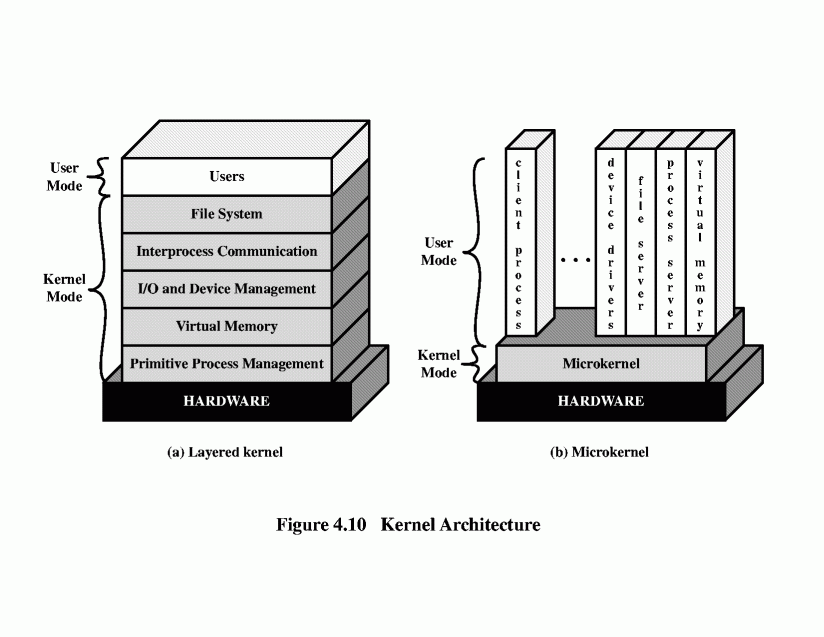 User
Mode
Kernel
Mode
Users
File System
Interprocess Communication
I/O and Device Management
Virtual Memory
Primitive Process Management
HARDWARE
(a) Layered kernel
User
Mode
Kernel
Mode
client process
...
device drivers
file server
process server
virtual memory
Microkernel
HARDWARE
(b) Microkernel
Figure 4.10 Kernel Architecture